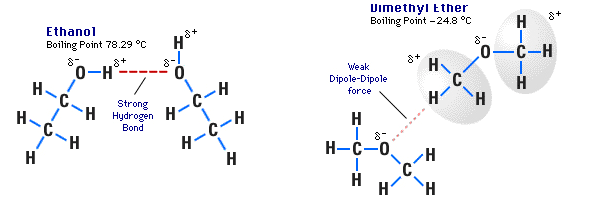 Ethanol
Boiling Point 78.29 °C
δ⁻
O
H
δ⁺
H
δ⁺
δ⁻
O
H
C
H
H
C
H
H
H
Strong
Hydrogen
Bond
H
C
H
H
C
H
H
Dimethyl Ether
Boiling Point –24.8 °C
δ⁺
H
δ⁻
O
C
H
H
δ⁺
H
C
H
H
Weak
Dipole-Dipole
force
H
δ⁻
H
C
O
H
H
C
H
H